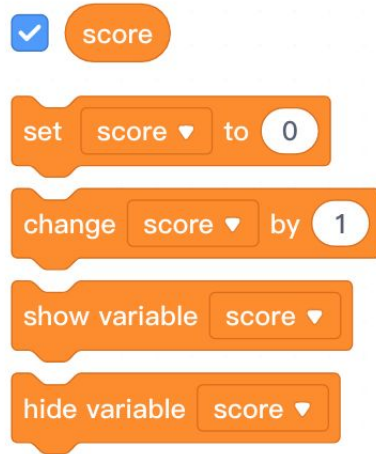 score
set score to 0
change score by 1
show variable score
hide variable score